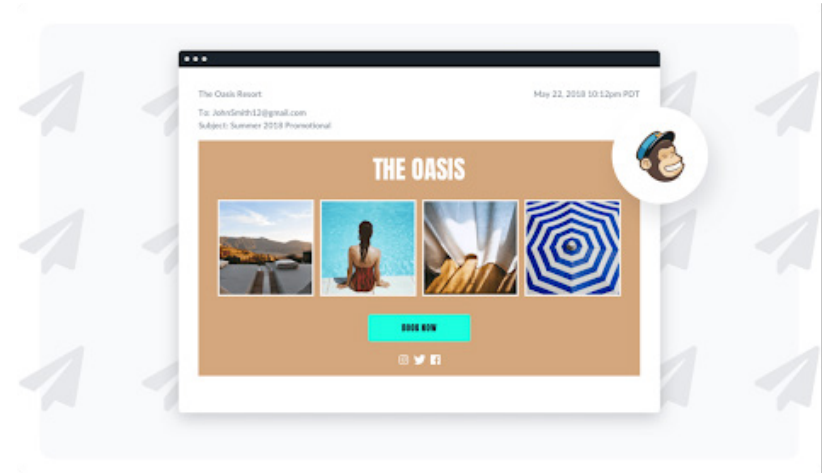 The Oasis Resort
May 22, 2018 10:12pm PDT
To: JohnSmith12@gmail.com
Subject: Summer 2018 Promotional
THE OASIS
BOOK NOW